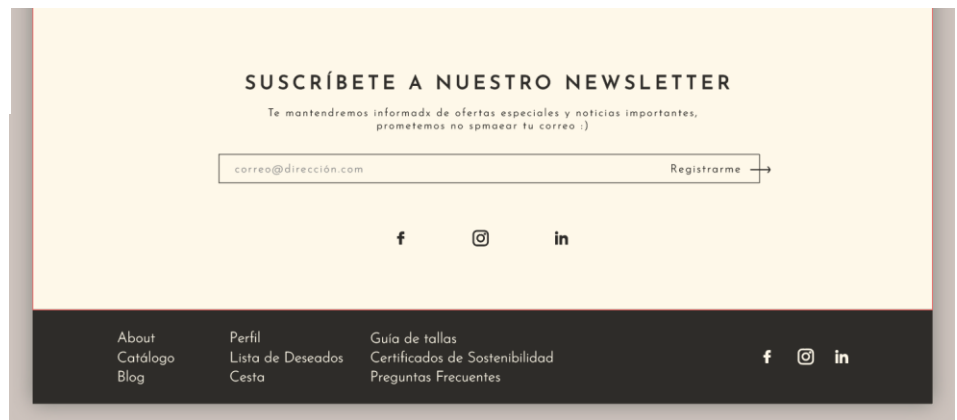 SUSCRÍBETE A NUESTRO NEWSLETTER
Te mantendremos informadx de ofertas especiales y noticias importantes,
prometemos no spmaear tu correo :)
correo@dirección.com Registrarme
About
Catálogo
Blog
Perfil
Lista de Deseados
Cesta
Guía de tallas
Certificados de Sostenibilidad
Preguntas Frecuentes